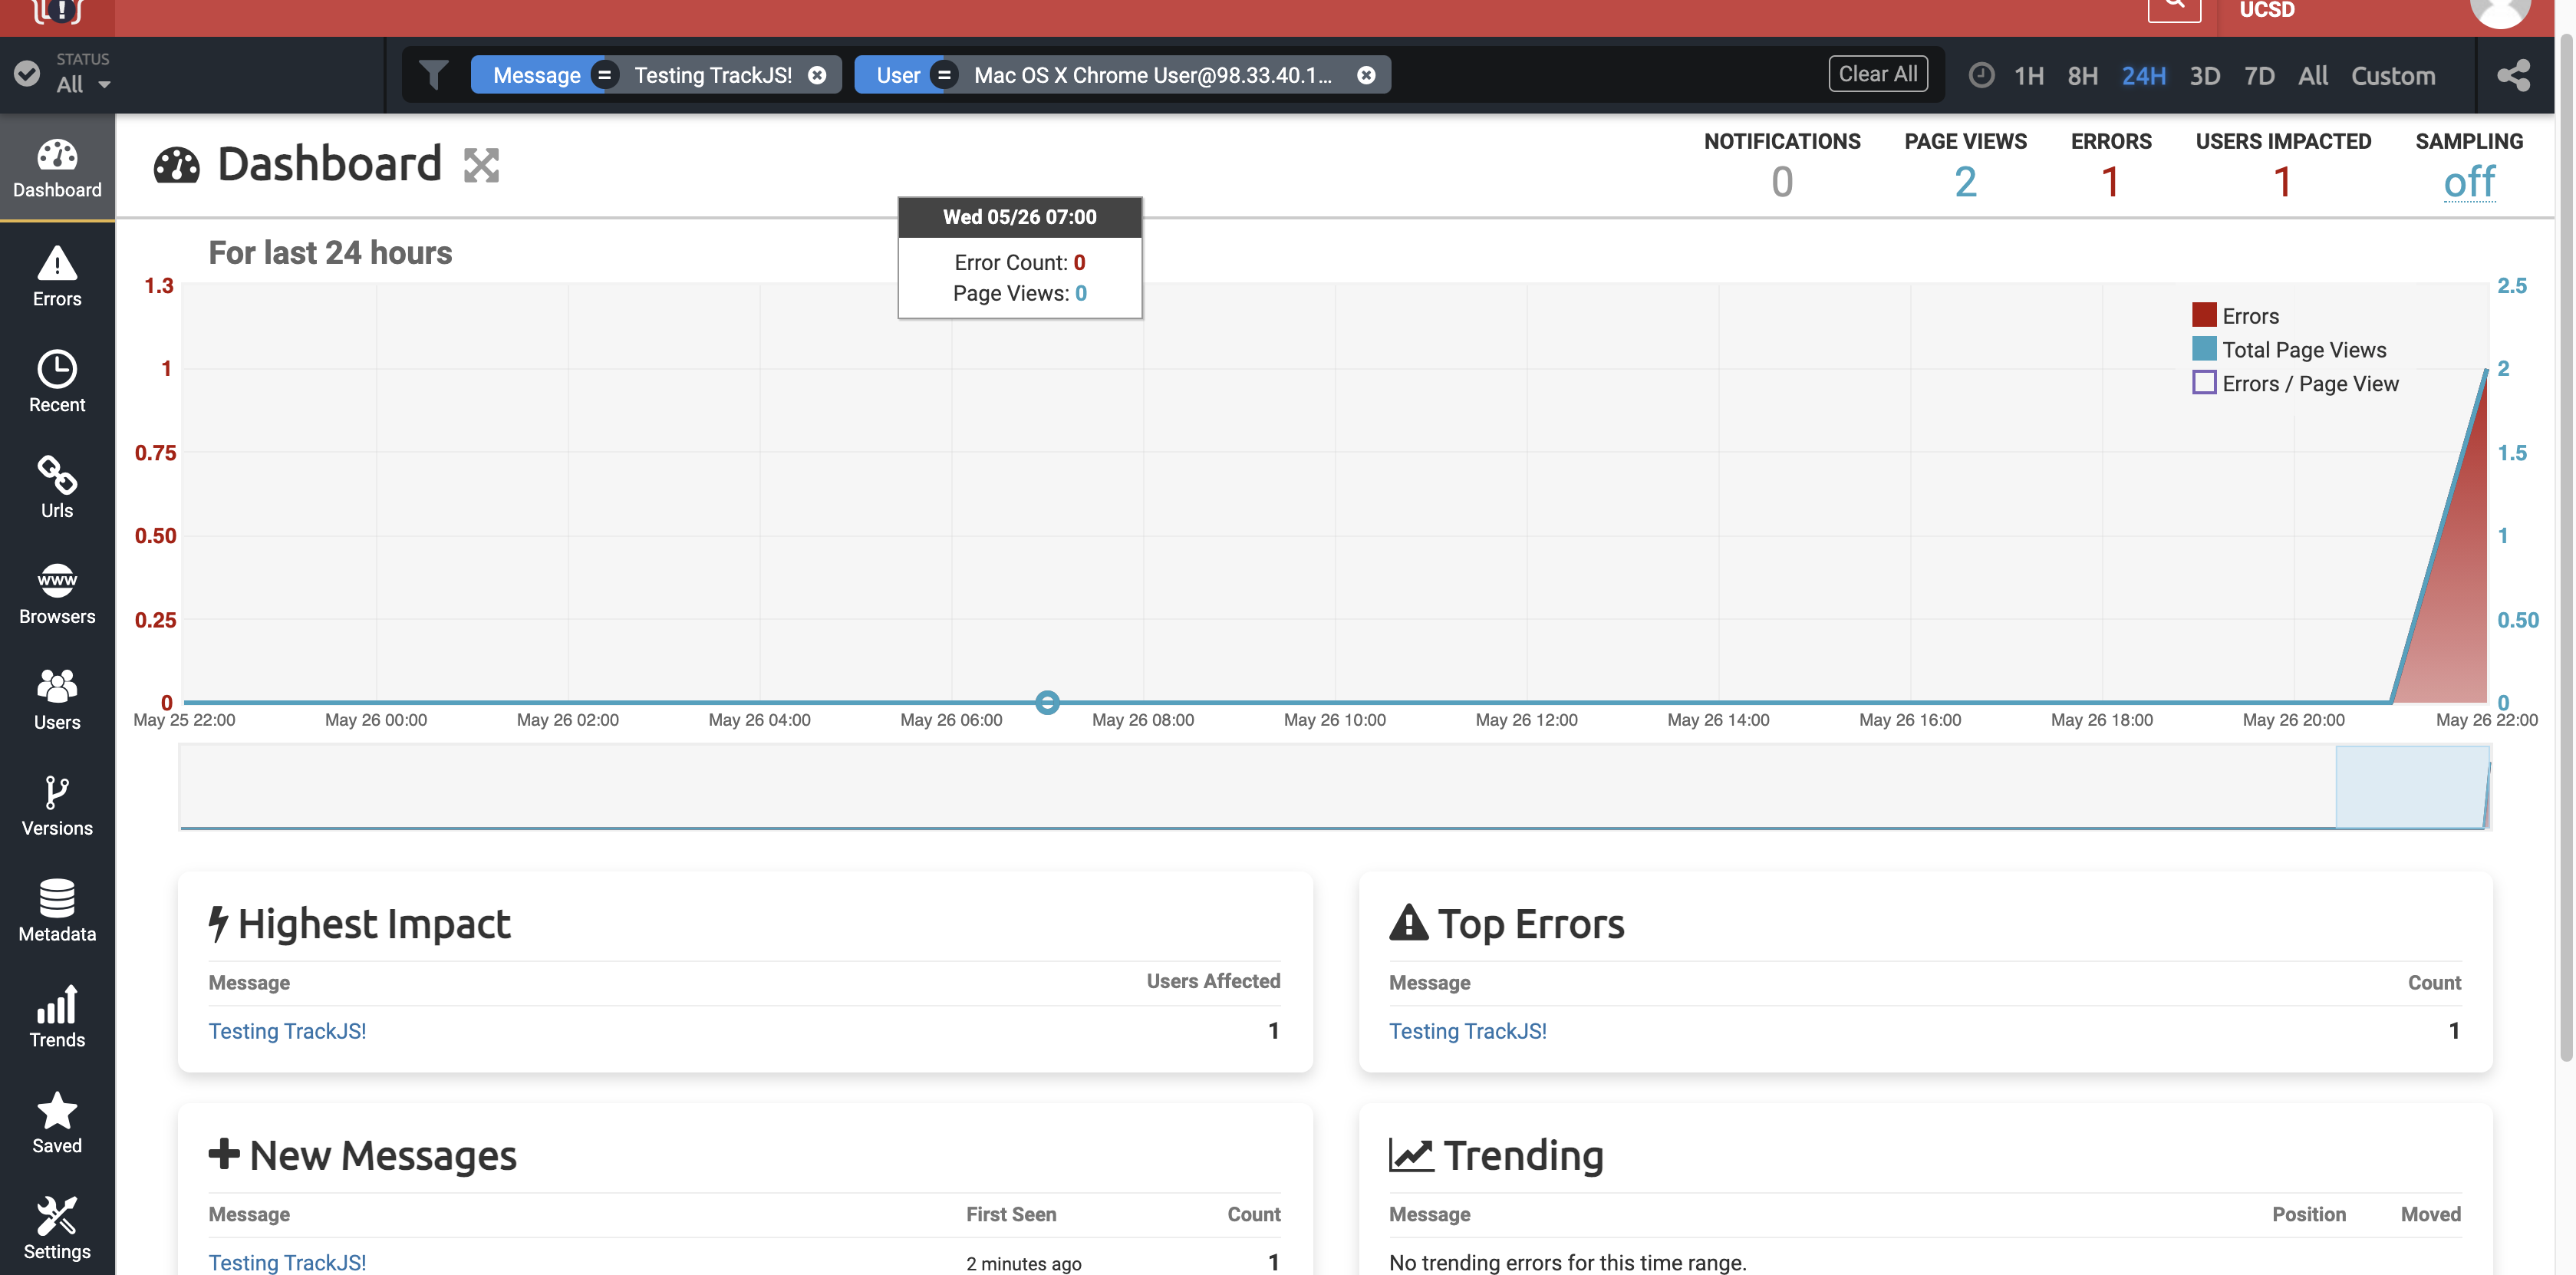 UCSD
STATUS
All
Message = Testing TrackJS!
User = Mac OS X Chrome User@98.33.40.1...
Clear All
1H 8H 24H 3D 7D All Custom
Dashboard
Errors
Recent
Urls
www
Browsers
Users
Versions
Metadata
Trends
Saved
Settings
Dashboard
NOTIFICATIONS
0
PAGE VIEWS
2
ERRORS
1
USERS IMPACTED
1
SAMPLING
off
For last 24 hours
Wed 05/26 07:00
Error Count: 0
Page Views: 0
1.3
1
0.75
0.50
0.25
0
2.5
2
1.5
1
0.50
0
Errors
Total Page Views
Errors / Page View
May 25 22:00 May 26 00:00 May 26 02:00 May 26 04:00 May 26 06:00 May 26 08:00 May 26 10:00 May 26 12:00 May 26 14:00 May 26 16:00 May 26 18:00 May 26 20:00 May 26 22:00
Highest Impact
Message Users Affected
Testing TrackJS! 1
Top Errors
Message Count
Testing TrackJS! 1
New Messages
Message First Seen Count
Testing TrackJS! 2 minutes ago 1
Trending
Message Position Moved
No trending errors for this time range.